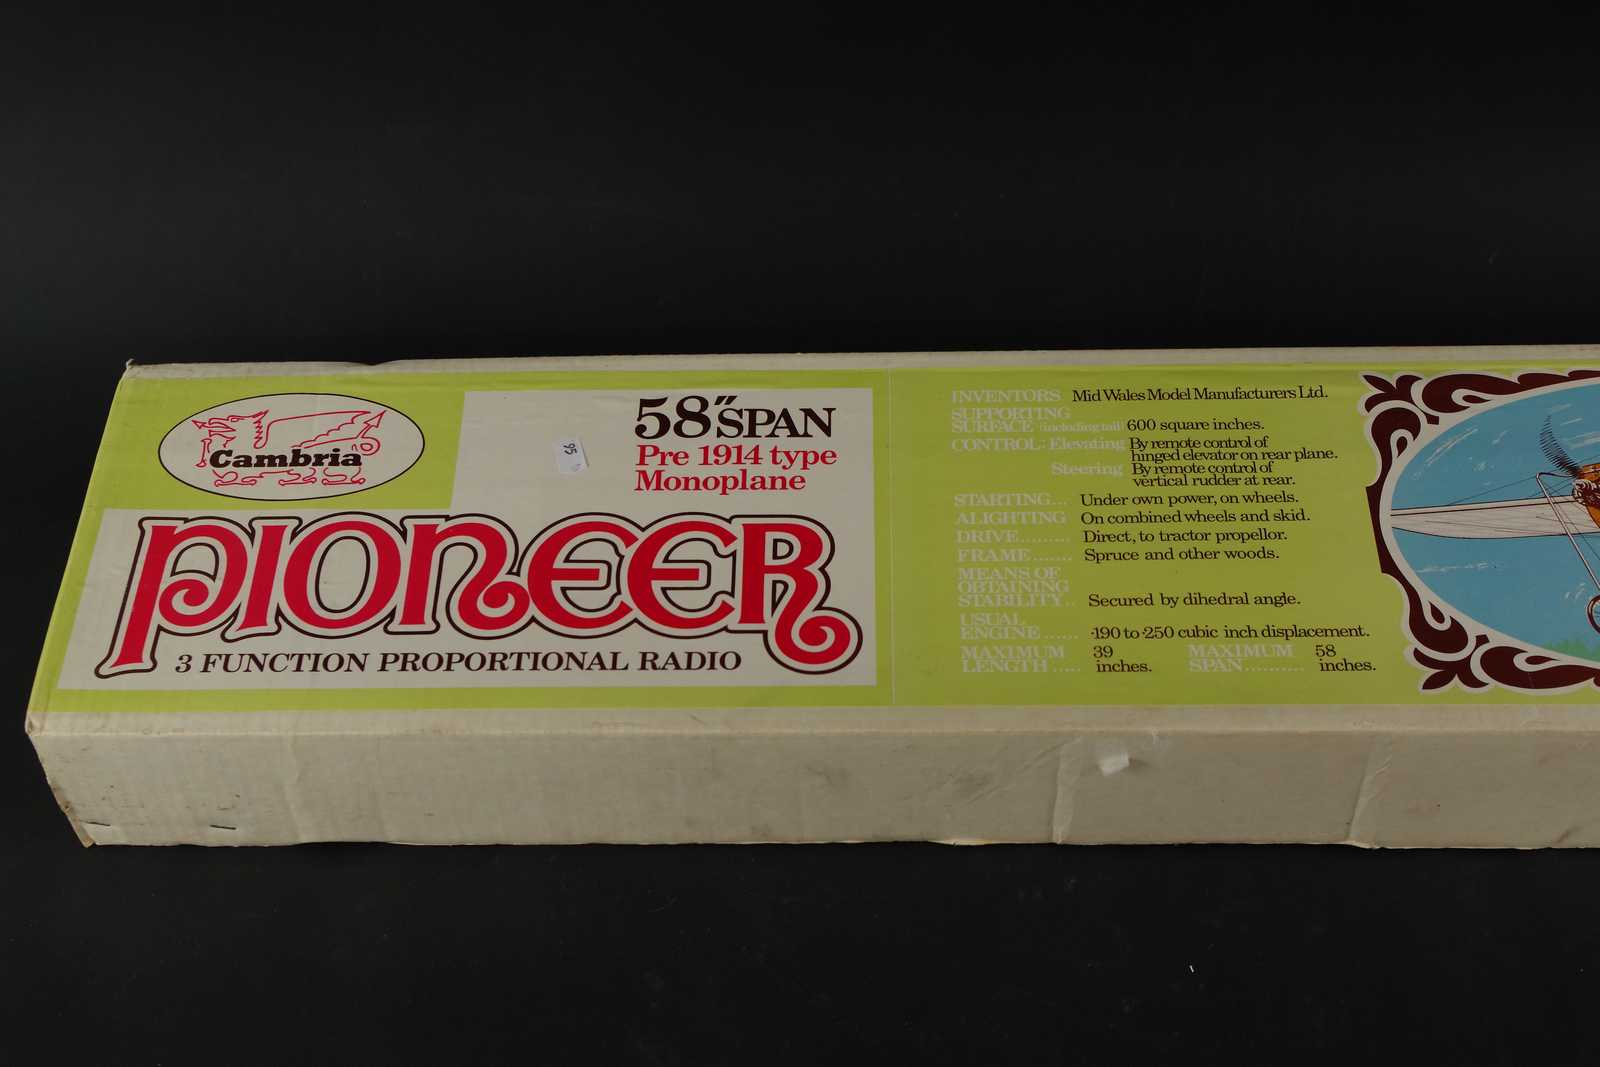 Cambria
58" SPAN
Pre 1914 type
Monoplane
PIONEER
3 FUNCTION PROPORTIONAL RADIO
95
INVENTORS Mid Wales Model Manufacturers Ltd.
SUPPORTING
SURFACE (including tail) 600 square inches.
CONTROL: Elevating By remote control of
hinged elevator on rear plane.
Steering By remote control of
vertical rudder at rear.
STARTING... Under own power, on wheels.
ALIGHTING On combined wheels and skid.
DRIVE......... Direct, to tractor propellor.
FRAME....... Spruce and other woods.
MEANS OF
OBTAINING
STABILITY.. Secured by dihedral angle.
USUAL
ENGINE ...... ·190 to ·250 cubic inch displacement.
MAXIMUM 39 MAXIMUM 58
LENGTH ..... inches. SPAN.......... inches.